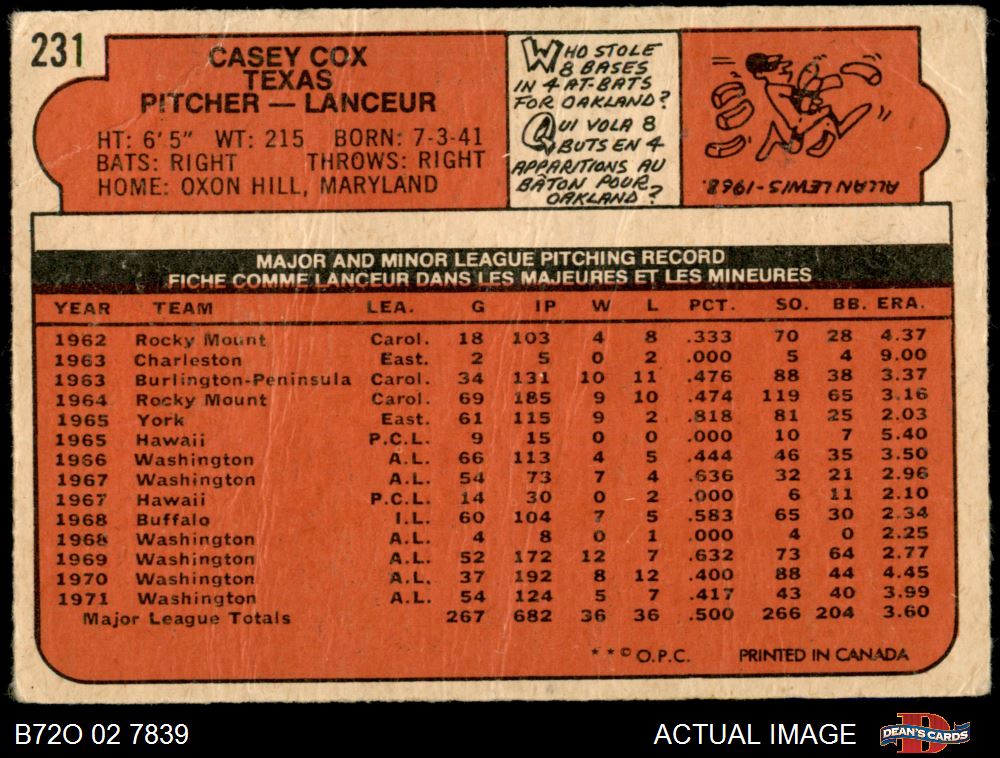 231
CASEY COX
TEXAS
PITCHER — LANCEUR
HT: 6' 5" WT: 215 BORN: 7-3-41
BATS: RIGHT THROWS: RIGHT
HOME: OXON HILL, MARYLAND
WHO STOLE
8 BASES
IN 4 AT-BATS
FOR OAKLAND?
QUI VOLA 8
BUTS EN 4
APPARITIONS AU
BÂTON POUR
OAKLAND?
ALLAN LEWIS-1968.
MAJOR AND MINOR LEAGUE PITCHING RECORD
FICHE COMME LANCEUR DANS LES MAJEURES ET LES MINEURES
YEAR TEAM LEA. G IP W L PCT. SO. BB. ERA.
1962 Rocky Mount Carol. 18 103 4 8 .333 70 28 4.37
1963 Charleston East. 2 5 0 2 .000 5 4 9.00
1963 Burlington-Peninsula Carol. 34 131 10 11 .476 88 38 3.37
1964 Rocky Mount Carol. 69 185 9 10 .474 119 65 3.16
1965 York East. 61 115 9 2 .818 81 25 2.03
1965 Hawaii P.C.L. 9 15 0 0 .000 10 7 5.40
1966 Washington A.L. 66 113 4 5 .444 46 35 3.50
1967 Washington A.L. 54 73 7 4 .636 32 21 2.96
1967 Hawaii P.C.L. 14 30 0 2 .000 6 11 2.10
1968 Buffalo I.L. 60 104 7 5 .583 65 30 2.34
1968 Washington A.L. 4 8 0 1 .000 4 0 2.25
1969 Washington A.L. 52 172 12 7 .632 73 64 2.77
1970 Washington A.L. 37 192 8 12 .400 88 44 4.45
1971 Washington A.L. 54 124 5 7 .417 43 40 3.99
Major League Totals 267 682 36 36 .500 266 204 3.60
* * © O.P.C. PRINTED IN CANADA
B72O 02 7839 ACTUAL IMAGE DEAN'S CARDS